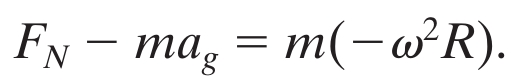 F_N − ma_g = m(−ω²R).